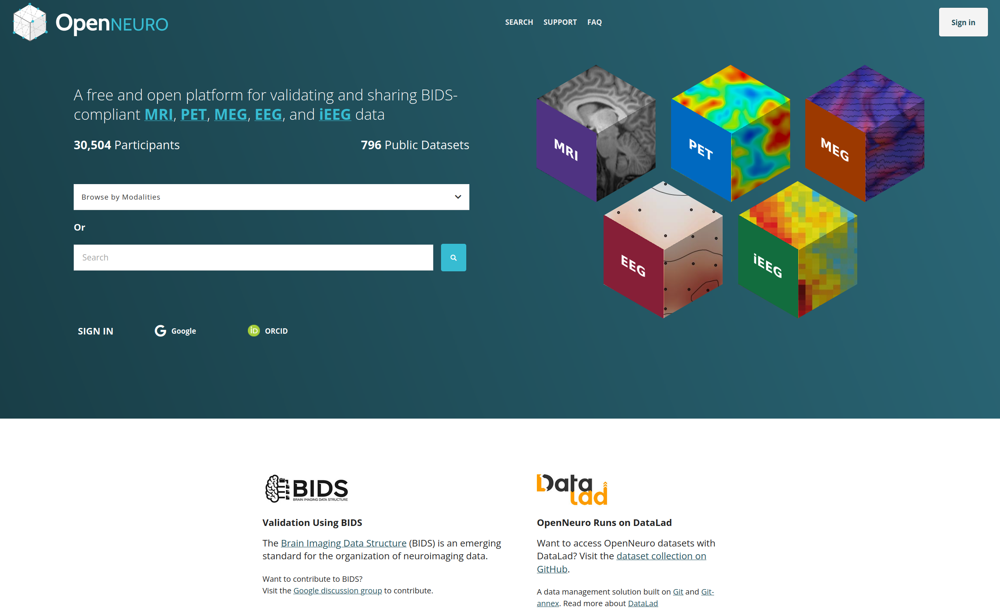 OpenNEURO
SEARCH SUPPORT FAQ
Sign in
A free and open platform for validating and sharing BIDS-
compliant MRI, PET, MEG, EEG, and iEEG data
30,504 Participants
796 Public Datasets
Browse by Modalities
Or
Search
SIGN IN
Google
iD ORCID
MRI
PET
MEG
EEG
iEEG
BIDS
BRAIN IMAGING DATA STRUCTURE
Validation Using BIDS
The Brain Imaging Data Structure (BIDS) is an emerging
standard for the organization of neuroimaging data.
Want to contribute to BIDS?
Visit the Google discussion group to contribute.
Data
lad
OpenNeuro Runs on DataLad
Want to access OpenNeuro datasets with
DataLad? Visit the dataset collection on
GitHub.
A data management solution built on Git and Git-
annex. Read more about DataLad